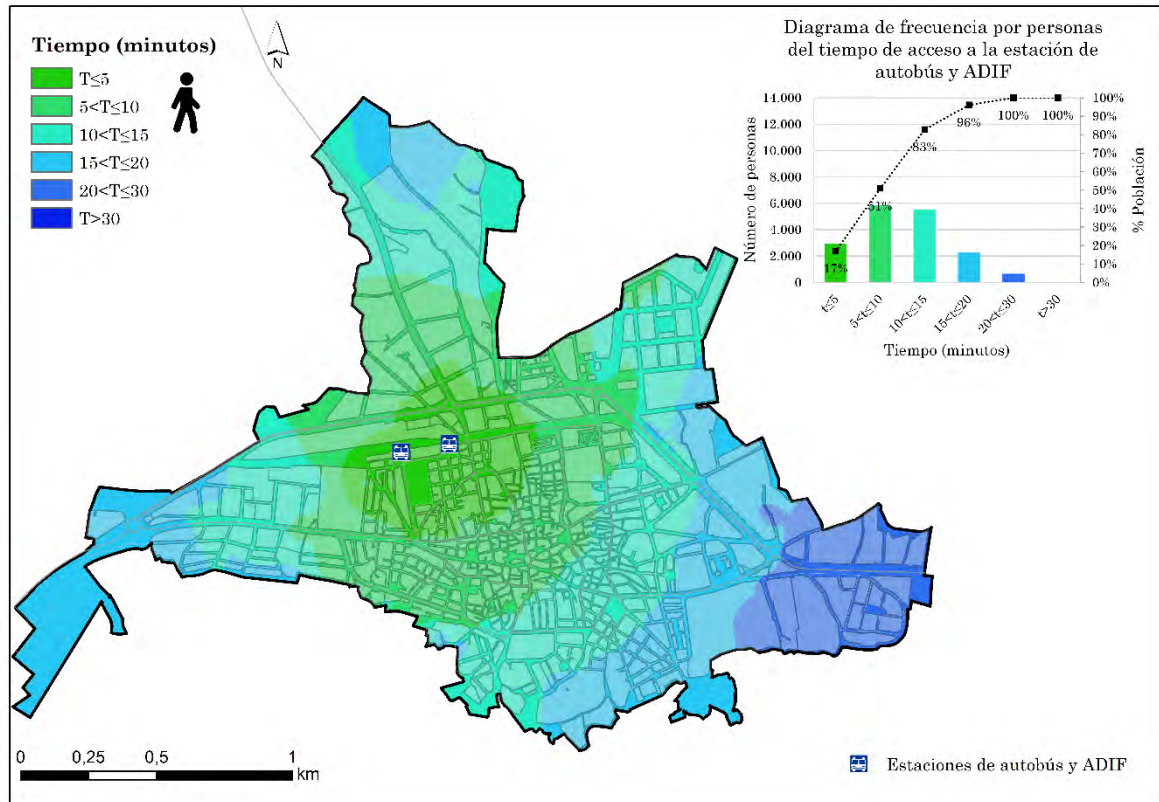 Tiempo (minutos)
T≤5
5<T≤10
10<T≤15
15<T≤20
20<T≤30
T>30
N
Diagrama de frecuencia por personas
del tiempo de acceso a la estación de
autobús y ADIF
Número de personas
14.000
12.000
10.000
8.000
6.000
4.000
2.000
0
17%
51%
83%
96%
100%
100%
100%
90%
80%
70%
60%
50%
40%
30%
20%
10%
0%
% Población
t≤5
5<t≤10
10<t≤15
15<t≤20
20<t≤30
t>30
Tiempo (minutos)
0 0,25 0,5 1
km
Estaciones de autobús y ADIF